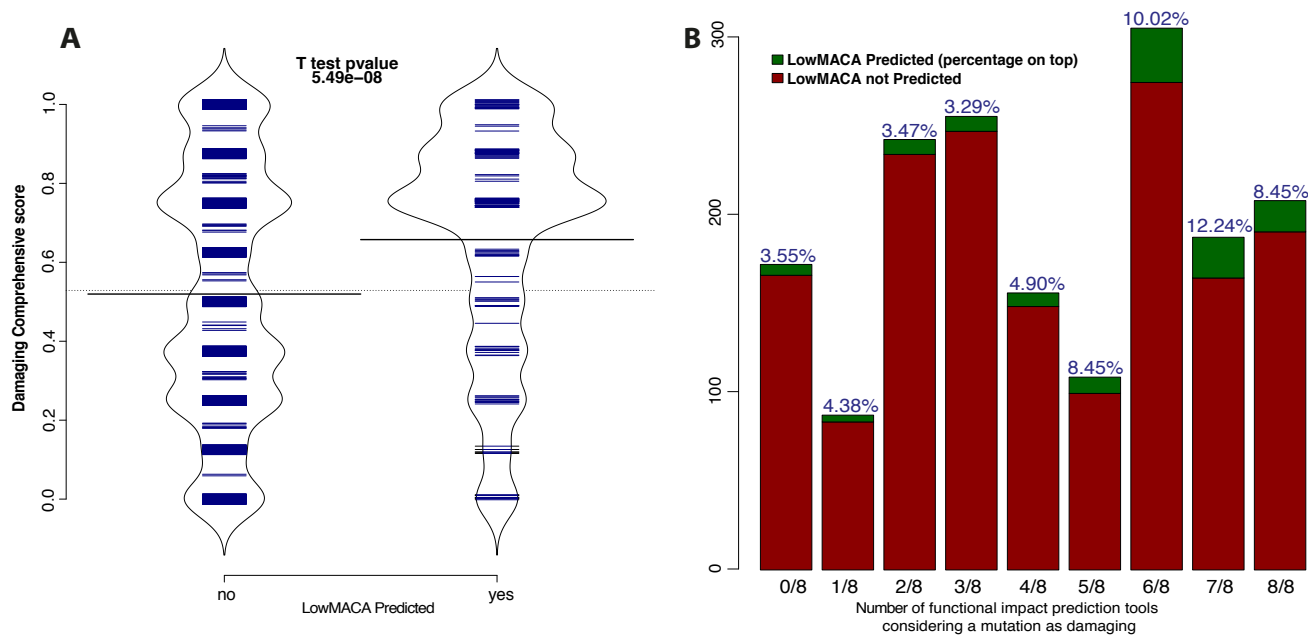 A
T test pvalue
5.49e−08
Damaging Comprehensive score
1.0
0.8
0.6
0.4
0.2
0.0
no
yes
LowMACA Predicted
B
LowMACA Predicted (percentage on top)
LowMACA not Predicted
300
200
100
0
3.55%
4.38%
3.47%
3.29%
4.90%
8.45%
10.02%
12.24%
8.45%
0/8
1/8
2/8
3/8
4/8
5/8
6/8
7/8
8/8
Number of functional impact prediction tools
considering a mutation as damaging